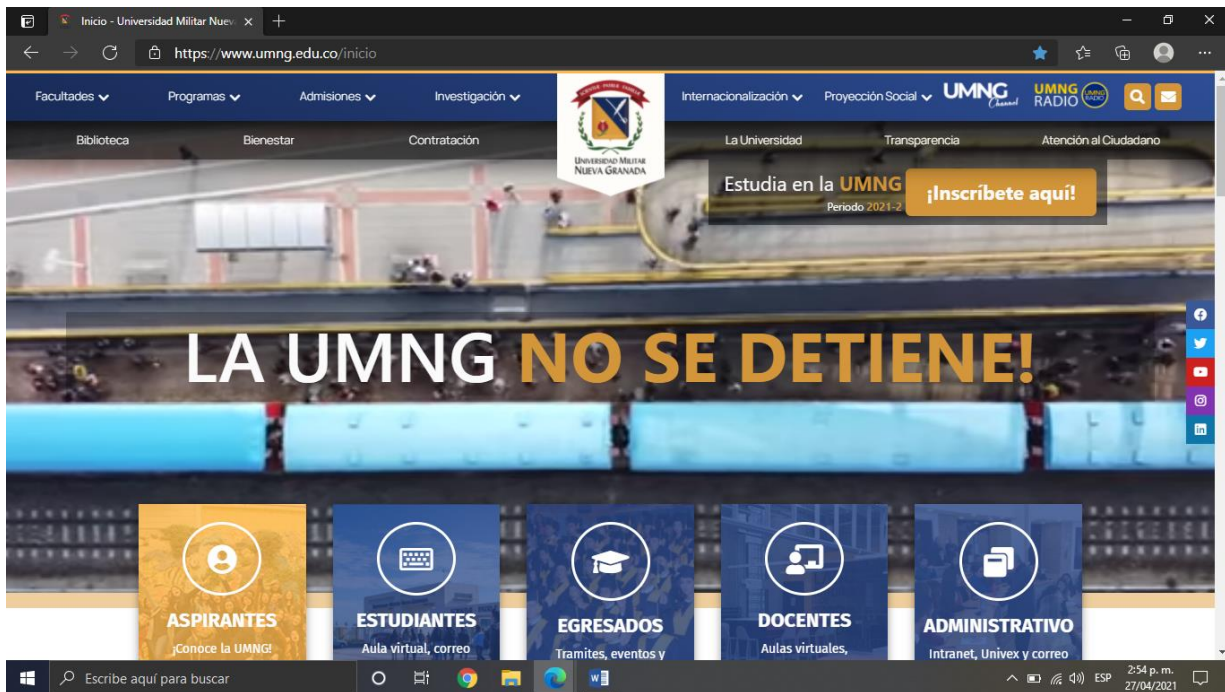 Inicio - Universidad Militar Nuev
https://www.umng.edu.co/inicio
Facultades
Programas
Admisiones
Investigación
Internacionalización
Proyección Social
UMNG Channel
UMNG RADIO
Biblioteca
Bienestar
Contratación
UNIVERSIDAD MILITAR
NUEVA GRANADA
La Universidad
Transparencia
Atención al Ciudadano
Estudia en la UMNG
Periodo 2021-2
¡Inscríbete aquí!
LA UMNG NO SE DETIENE!
ASPIRANTES
¡Conoce la UMNG!
ESTUDIANTES
Aula virtual, correo
EGRESADOS
Tramites, eventos y
DOCENTES
Aulas virtuales,
ADMINISTRATIVO
Intranet, Univex y correo
Escribe aquí para buscar
ESP
2:54 p. m.
27/04/2021